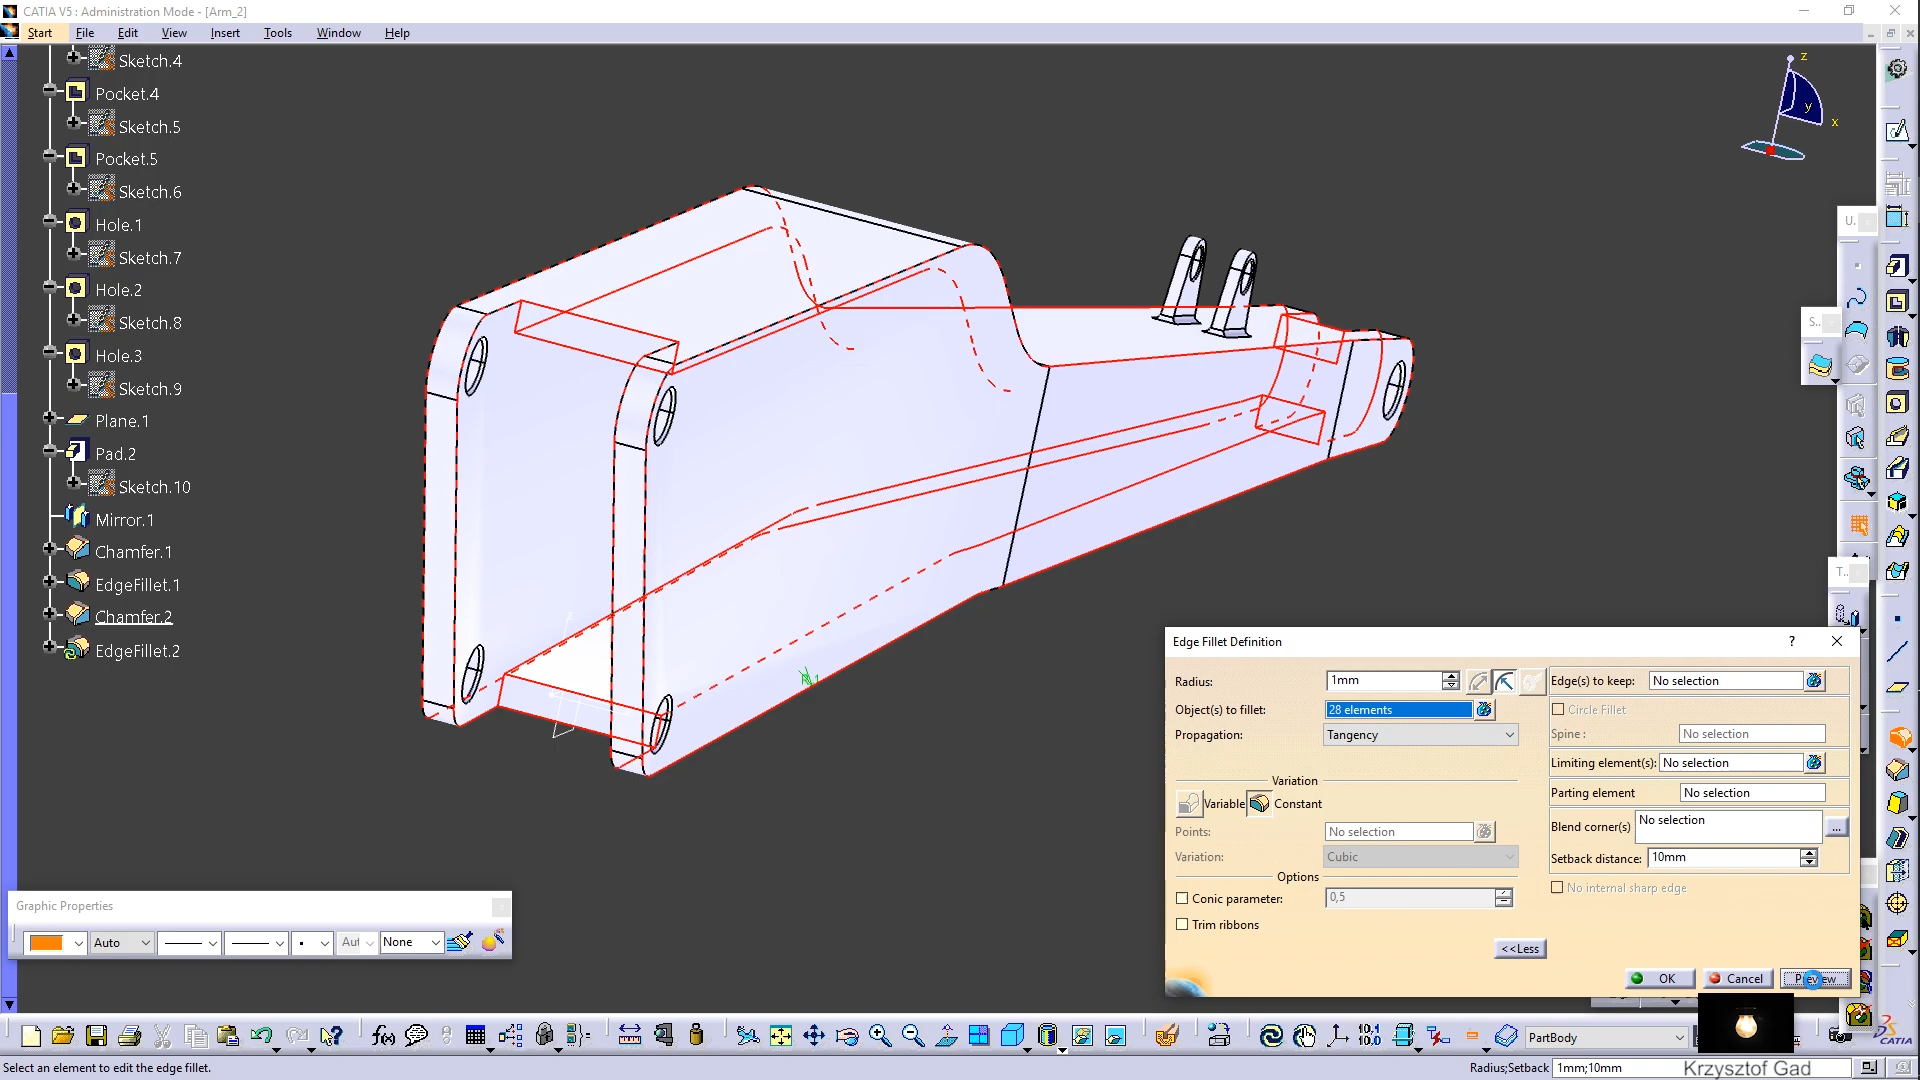 CATIA V5 : Administration Mode - [Arm_2]
Start File Edit View Insert Tools Window Help
Sketch.4
Pocket.4
Sketch.5
Pocket.5
Sketch.6
Hole.1
Sketch.7
Hole.2
Sketch.8
Hole.3
Sketch.9
Plane.1
Pad.2
Sketch.10
Mirror.1
Chamfer.1
EdgeFillet.1
Chamfer.2
EdgeFillet.2
z
y
x
U..
S..
T..
Edge Fillet Definition ?
Radius: 1mm
Object(s) to fillet: 28 elements
Propagation: Tangency
Variation
Variable Constant
Points: No selection
Variation: Cubic
Options
Conic parameter: 0,5
Trim ribbons
Edge(s) to keep: No selection
Circle Fillet
Spine : No selection
Limiting element(s): No selection
Parting element No selection
Blend corner(s) No selection ...
Setback distance: 10mm
No internal sharp edge
<<Less
OK Cancel Preview
Graphic Properties
Auto Aut None
PartBody
CATIA
Select an element to edit the edge fillet.
Radius;Setback 1mm;10mm
Krzysztof Gad